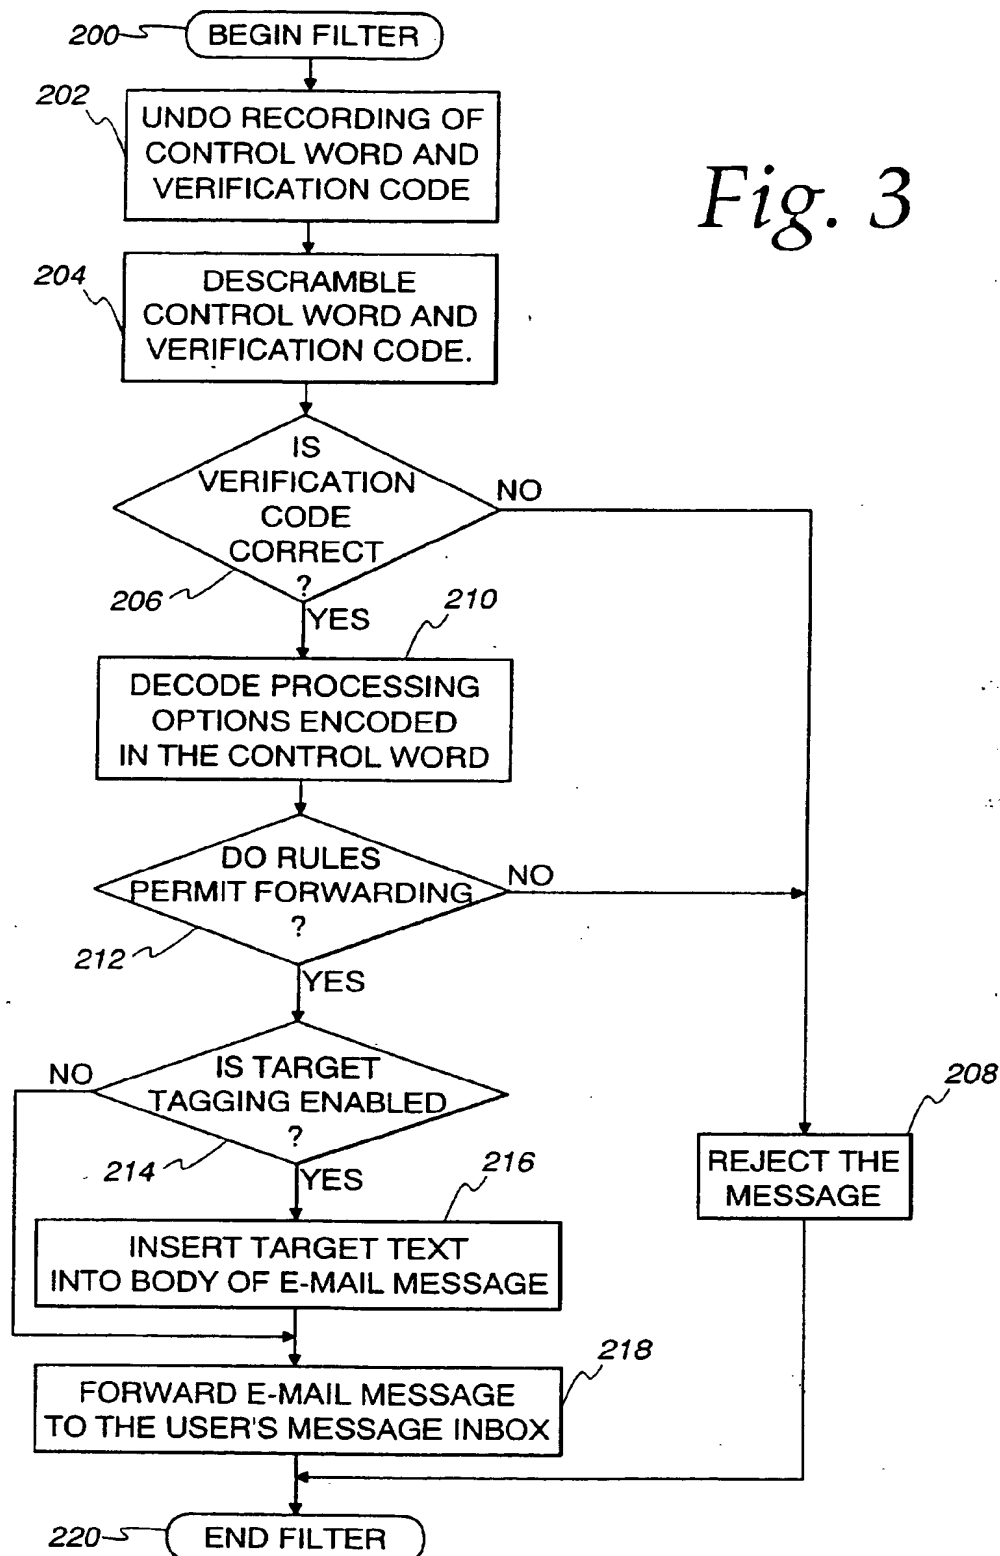 200
BEGIN FILTER
202
UNDO RECORDING OF
CONTROL WORD AND
VERIFICATION CODE
Fig. 3
204
DESCRAMBLE
CONTROL WORD AND
VERIFICATION CODE.
IS
VERIFICATION
CODE
CORRECT
?
NO
206
YES
210
DECODE PROCESSING
OPTIONS ENCODED
IN THE CONTROL WORD
DO RULES
PERMIT FORWARDING
?
NO
212
YES
NO
IS TARGET
TAGGING ENABLED
?
208
214
YES
216
REJECT THE
MESSAGE
INSERT TARGET TEXT
INTO BODY OF E-MAIL MESSAGE
218
FORWARD E-MAIL MESSAGE
TO THE USER'S MESSAGE INBOX
220
END FILTER